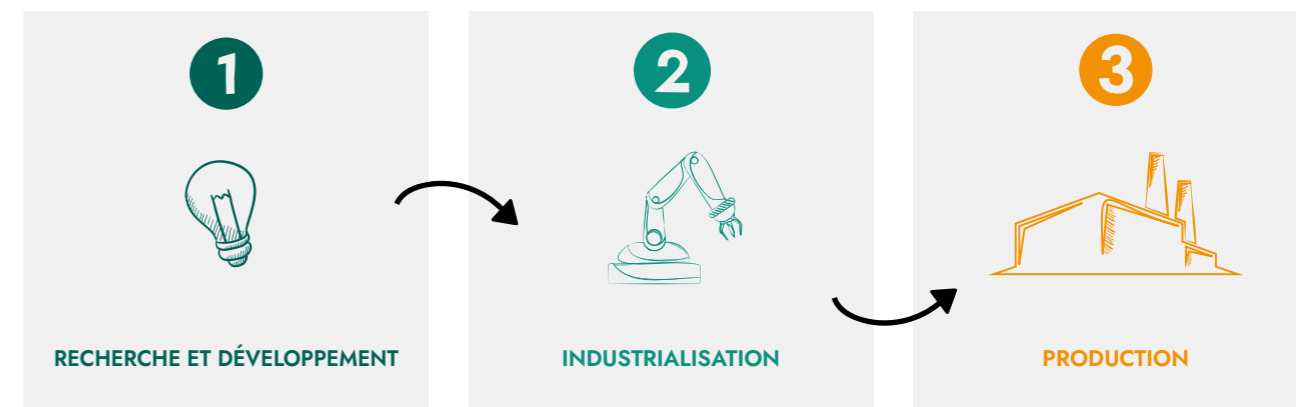 1
2
3
RECHERCHE ET DÉVELOPPEMENT
INDUSTRIALISATION
PRODUCTION